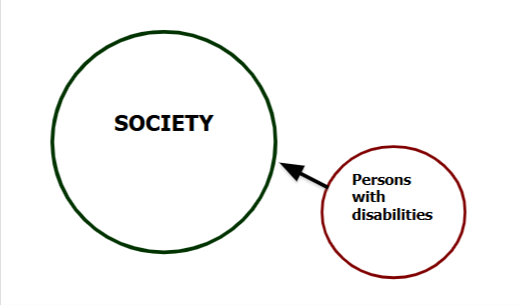 SOCIETY
Persons
with
disabilities